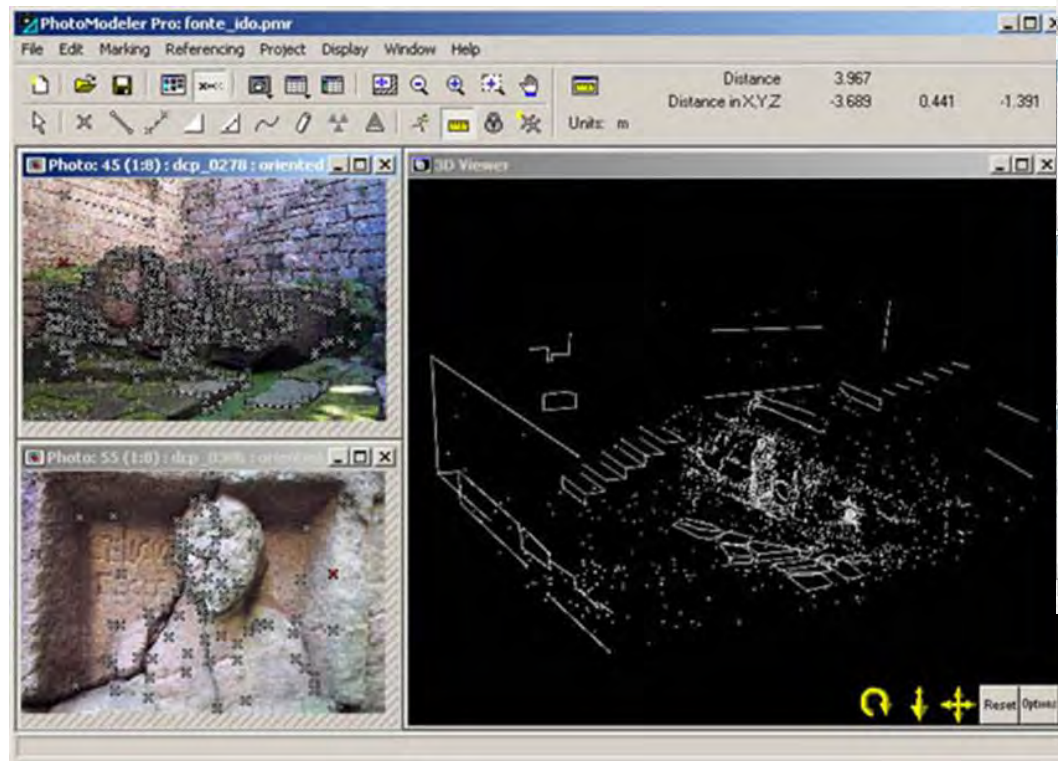 PhotoModeler Pro: fonte_ido.pmr
File Edit Marking Referencing Project Display Window Help
Distance 3.967
Distance in X,Y,Z -3.689 0.441 -1.391
Units: m
Photo: 45 (1:8) : dcp_0278 : oriented
3D Viewer
Photo: 55 (1:8) : : oriented
Reset